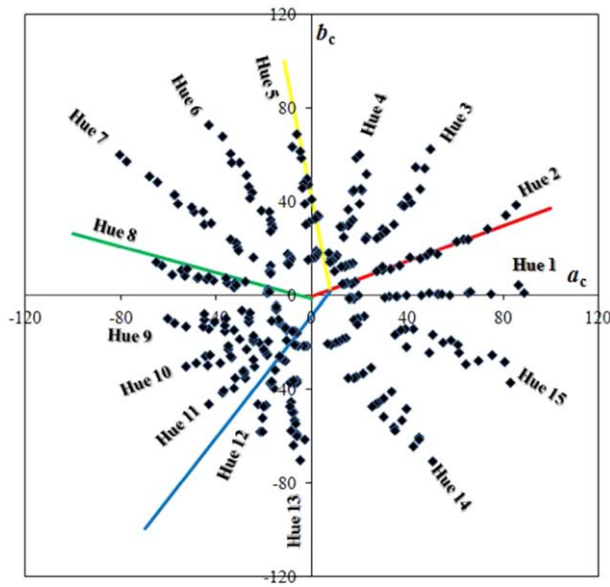 120
b_c
80
40
0
-40
-80
-120
-120
-80
-40
0
40
80
120
a_c
Hue 1
Hue 2
Hue 3
Hue 4
Hue 5
Hue 6
Hue 7
Hue 8
Hue 9
Hue 10
Hue 11
Hue 12
Hue 13
Hue 14
Hue 15